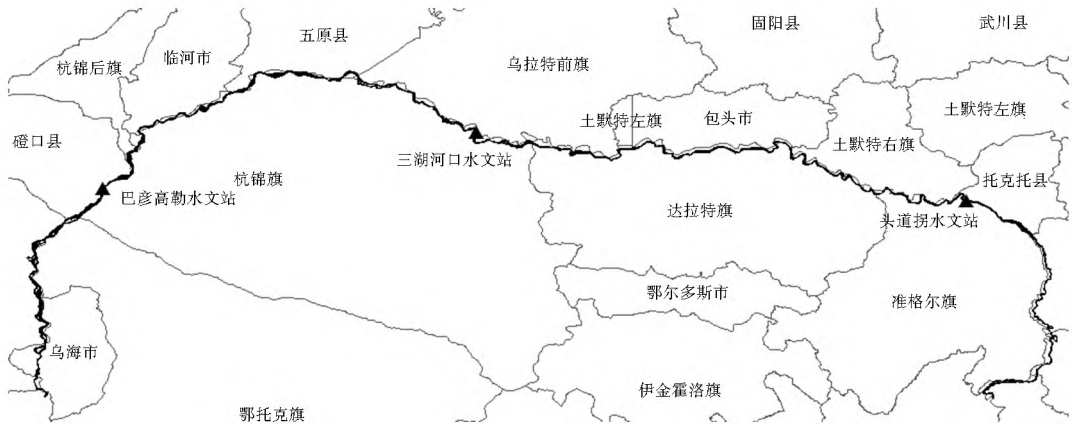 固阳县
武川县
五原县
临河市
杭锦后旗
乌拉特前旗
土默特左旗
包头市
土默特左旗
磴口县
土默特右旗
三湖河口水文站
托克托县
杭锦旗
巴彦高勒水文站
达拉特旗
头道拐水文站
鄂尔多斯市
准格尔旗
乌海市
伊金霍洛旗
鄂托克旗